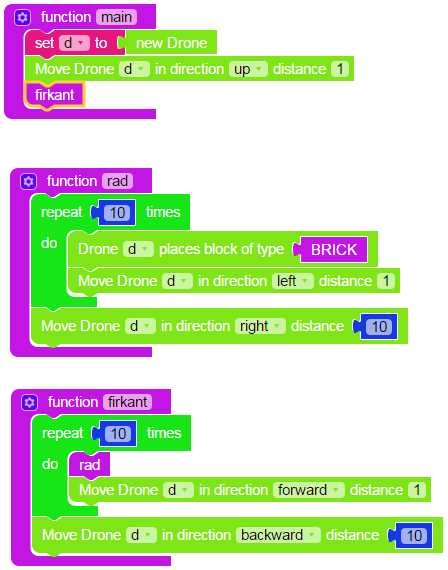 function main
set d to new Drone
Move Drone d in direction up distance 1
firkant
function rad
repeat 10 times
do
Drone d places block of type BRICK
Move Drone d in direction left distance 1
Move Drone d in direction right distance 10
function firkant
repeat 10 times
do rad
Move Drone d in direction forward distance 1
Move Drone d in direction backward distance 10